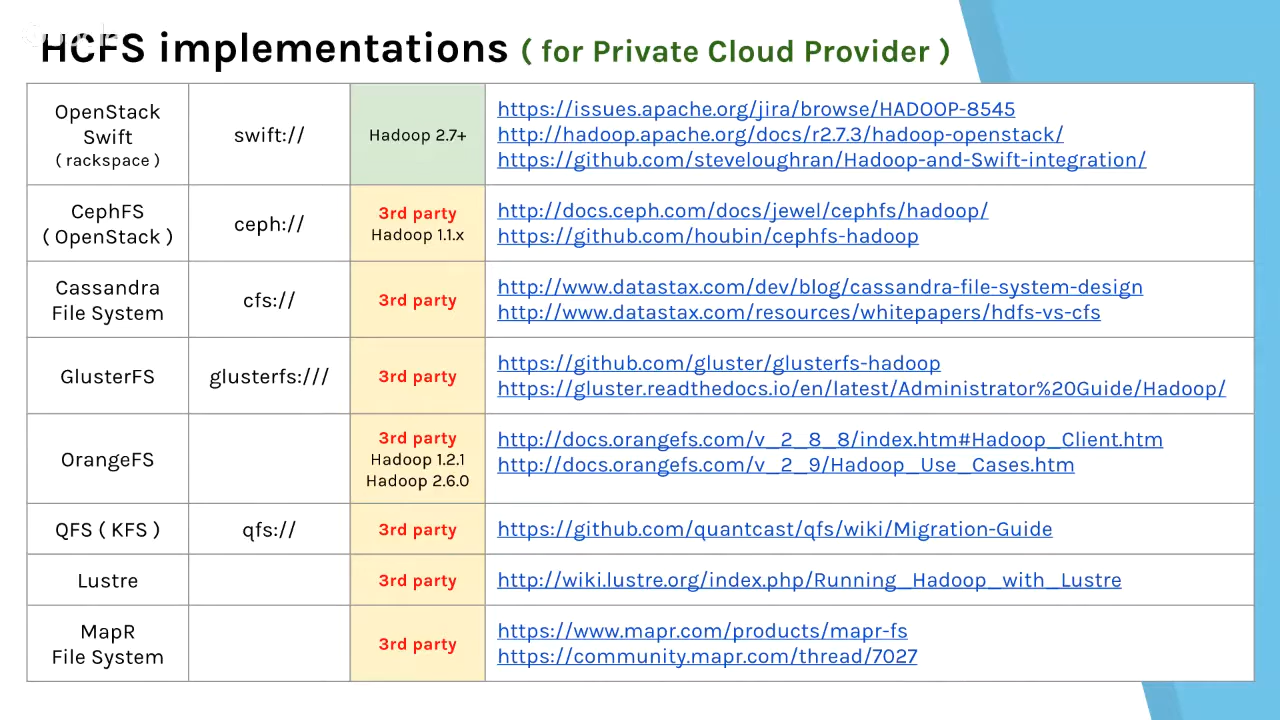 HCFS implementations ( for Private Cloud Provider )
OpenStack
Swift
( rackspace )
swift://
Hadoop 2.7+
https://issues.apache.org/jira/browse/HADOOP-8545
http://hadoop.apache.org/docs/r2.7.3/hadoop-openstack/
https://github.com/steveloughran/Hadoop-and-Swift-integration/
CephFS
( OpenStack )
ceph://
3rd party
Hadoop 1.1.x
http://docs.ceph.com/docs/jewel/cephfs/hadoop/
https://github.com/houbin/cephfs-hadoop
Cassandra
File System
cfs://
3rd party
http://www.datastax.com/dev/blog/cassandra-file-system-design
http://www.datastax.com/resources/whitepapers/hdfs-vs-cfs
GlusterFS
glusterfs:///
3rd party
https://github.com/gluster/glusterfs-hadoop
https://gluster.readthedocs.io/en/latest/Administrator%20Guide/Hadoop/
OrangeFS
3rd party
Hadoop 1.2.1
Hadoop 2.6.0
http://docs.orangefs.com/v_2_8_8/index.htm#Hadoop_Client.htm
http://docs.orangefs.com/v_2_9/Hadoop_Use_Cases.htm
QFS ( KFS )
qfs://
3rd party
https://github.com/quantcast/qfs/wiki/Migration-Guide
Lustre
3rd party
http://wiki.lustre.org/index.php/Running_Hadoop_with_Lustre
MapR
File System
3rd party
https://www.mapr.com/products/mapr-fs
https://community.mapr.com/thread/7027